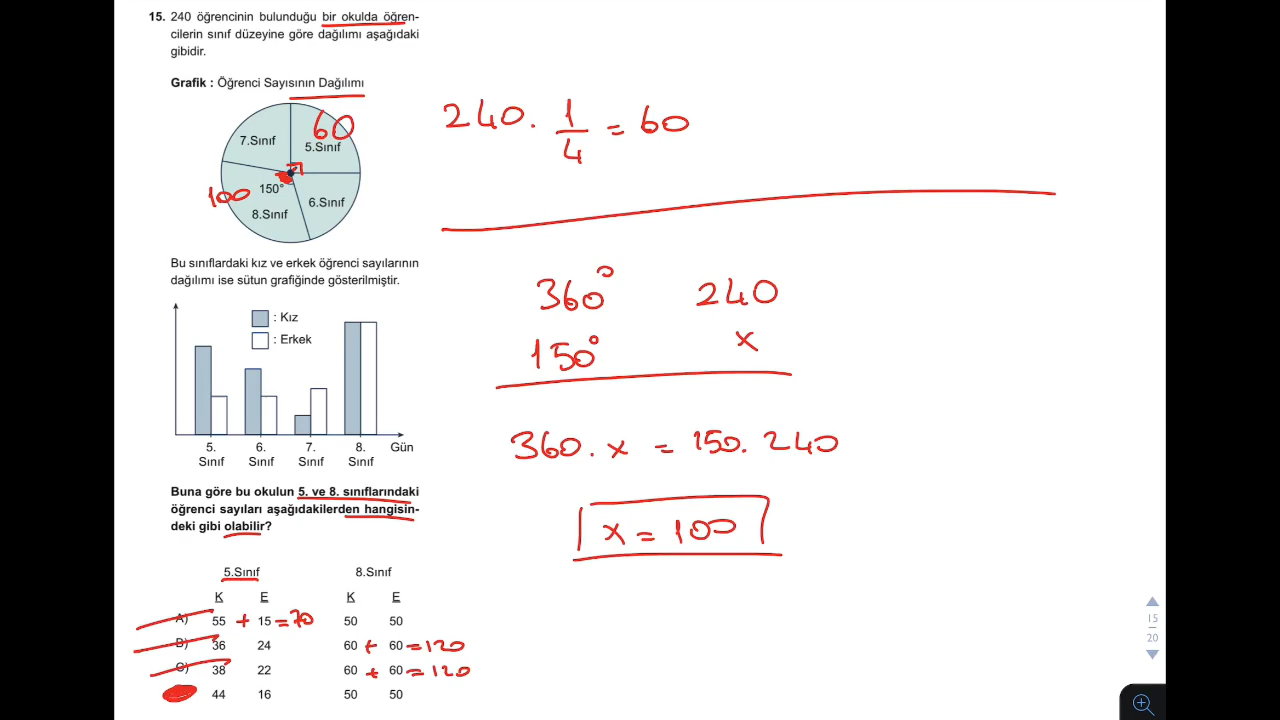 15. 240 öğrencinin bulunduğu bir okulda öğren-
cilerin sınıf düzeyine göre dağılımı aşağıdaki
gibidir.
Grafik : Öğrenci Sayısının Dağılımı
7.Sınıf
60
5.Sınıf
100
150°
8.Sınıf
6.Sınıf
Bu sınıflardaki kız ve erkek öğrenci sayılarının
dağılımı ise sütun grafiğinde gösterilmiştir.
: Kız
: Erkek
5. 6. 7. 8. Gün
Sınıf Sınıf Sınıf Sınıf
Buna göre bu okulun 5. ve 8. sınıflarındaki
öğrenci sayıları aşağıdakilerden hangisin-
deki gibi olabilir?
5.Sınıf 8.Sınıf
K E K E
A) 55 + 15 = 70 50 50
B) 36 24 60 + 60 = 120
C) 38 22 60 + 60 = 120
44 16 50 50
240 . 1/4 = 60
360° 240
150° x
360 . x = 150 . 240
x = 100
15
20